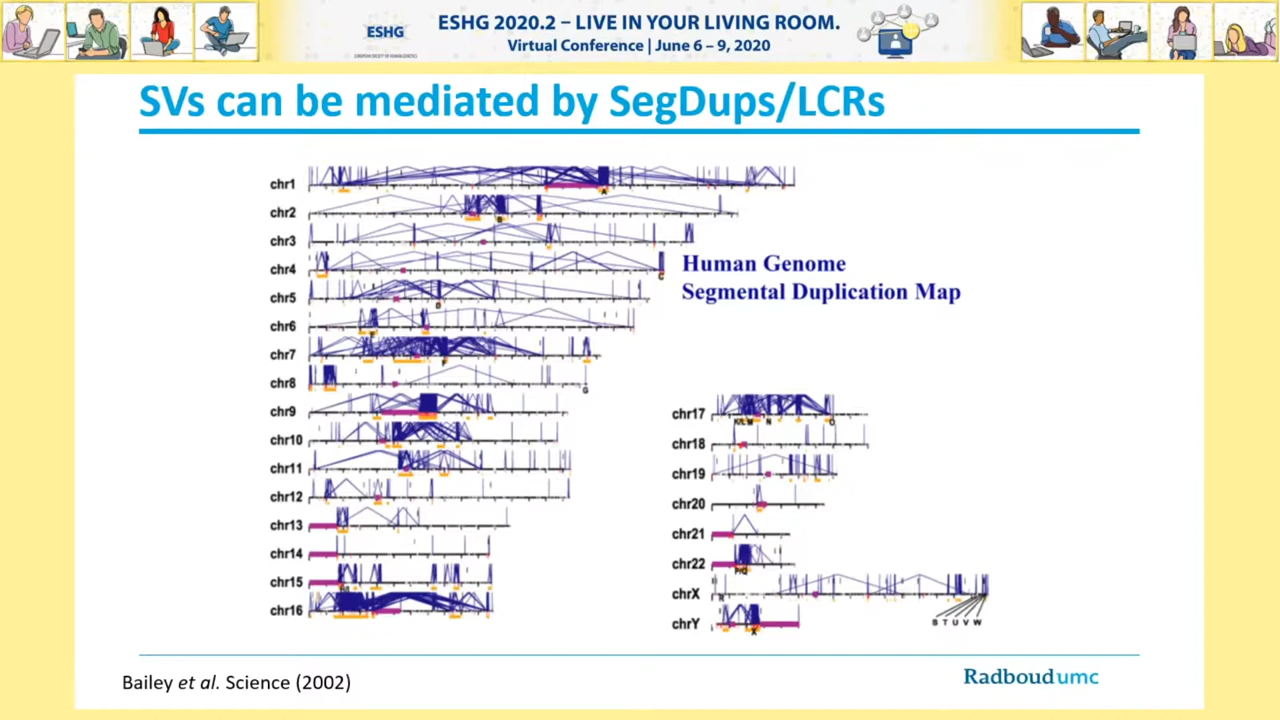 ESHG 2020.2 – LIVE IN YOUR LIVING ROOM.
Virtual Conference | June 6 – 9, 2020
ESHG
SVs can be mediated by SegDups/LCRs
Human Genome
Segmental Duplication Map
chr1
A
chr2
B
chr3
chr4
C
chr5
D
chr6
chr7
chr8
G
chr9
chr10
chr11
chr12
chr13
chr14
chr15
chr16
chr17
N
O
chr18
chr19
chr20
chr21
chr22
chrX
R
S T U V W
chrY
X
Bailey et al. Science (2002)
Radboudumc